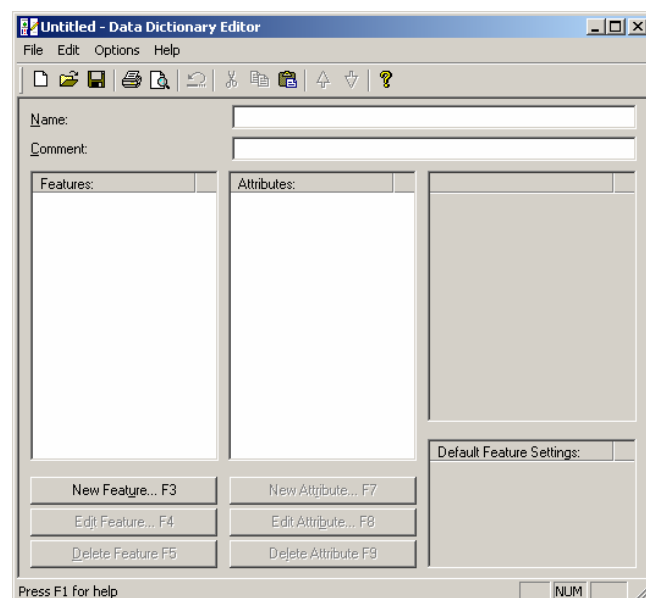 Untitled - Data Dictionary Editor
File Edit Options Help
Name:
Comment:
Features: Attributes:
Default Feature Settings:
New Feature... F3 New Attribute... F7
Edit Feature... F4 Edit Attribute... F8
Delete Feature F5 Delete Attribute F9
Press F1 for help NUM